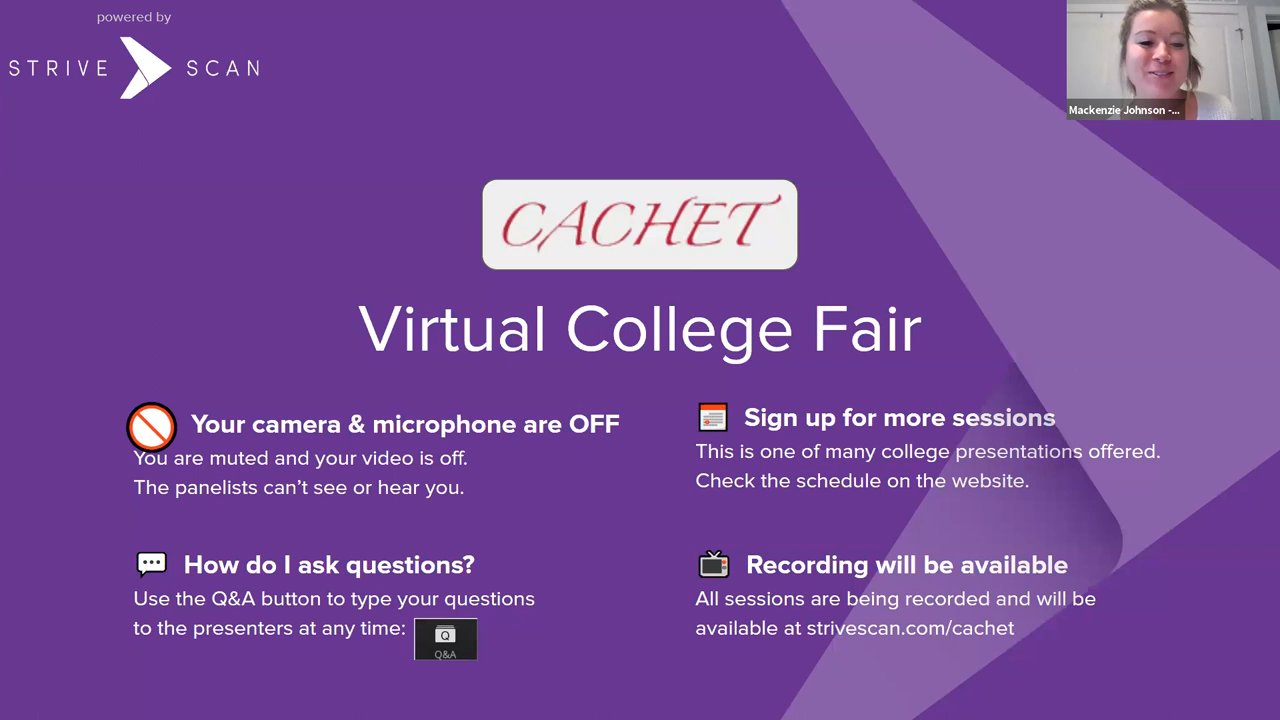 powered by
STRIVE SCAN
Mackenzie Johnson -...
CACHET
Virtual College Fair
Your camera & microphone are OFF
You are muted and your video is off.
The panelists can’t see or hear you.
Sign up for more sessions
This is one of many college presentations offered.
Check the schedule on the website.
How do I ask questions?
Use the Q&A button to type your questions
to the presenters at any time:
Q
Q&A
Recording will be available
All sessions are being recorded and will be
available at strivescan.com/cachet